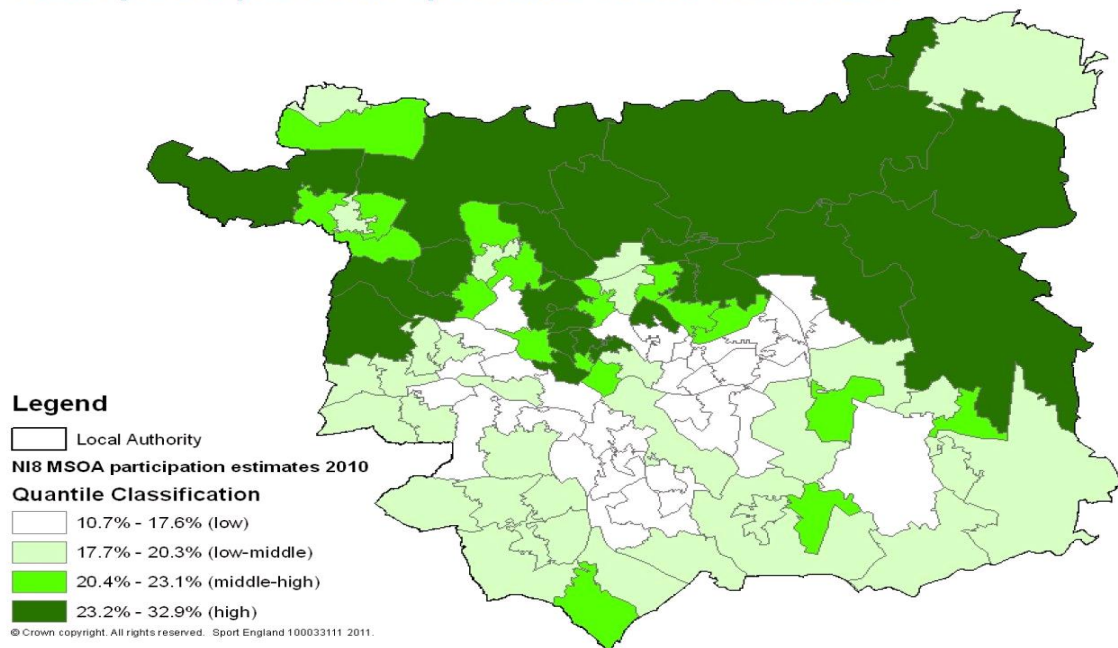 Legend
Local Authority
NI8 MSOA participation estimates 2010
Quantile Classification
10.7% - 17.6% (low)
17.7% - 20.3% (low-middle)
20.4% - 23.1% (middle-high)
23.2% - 32.9% (high)
© Crown copyright. All rights reserved. Sport England 100033111 2011.